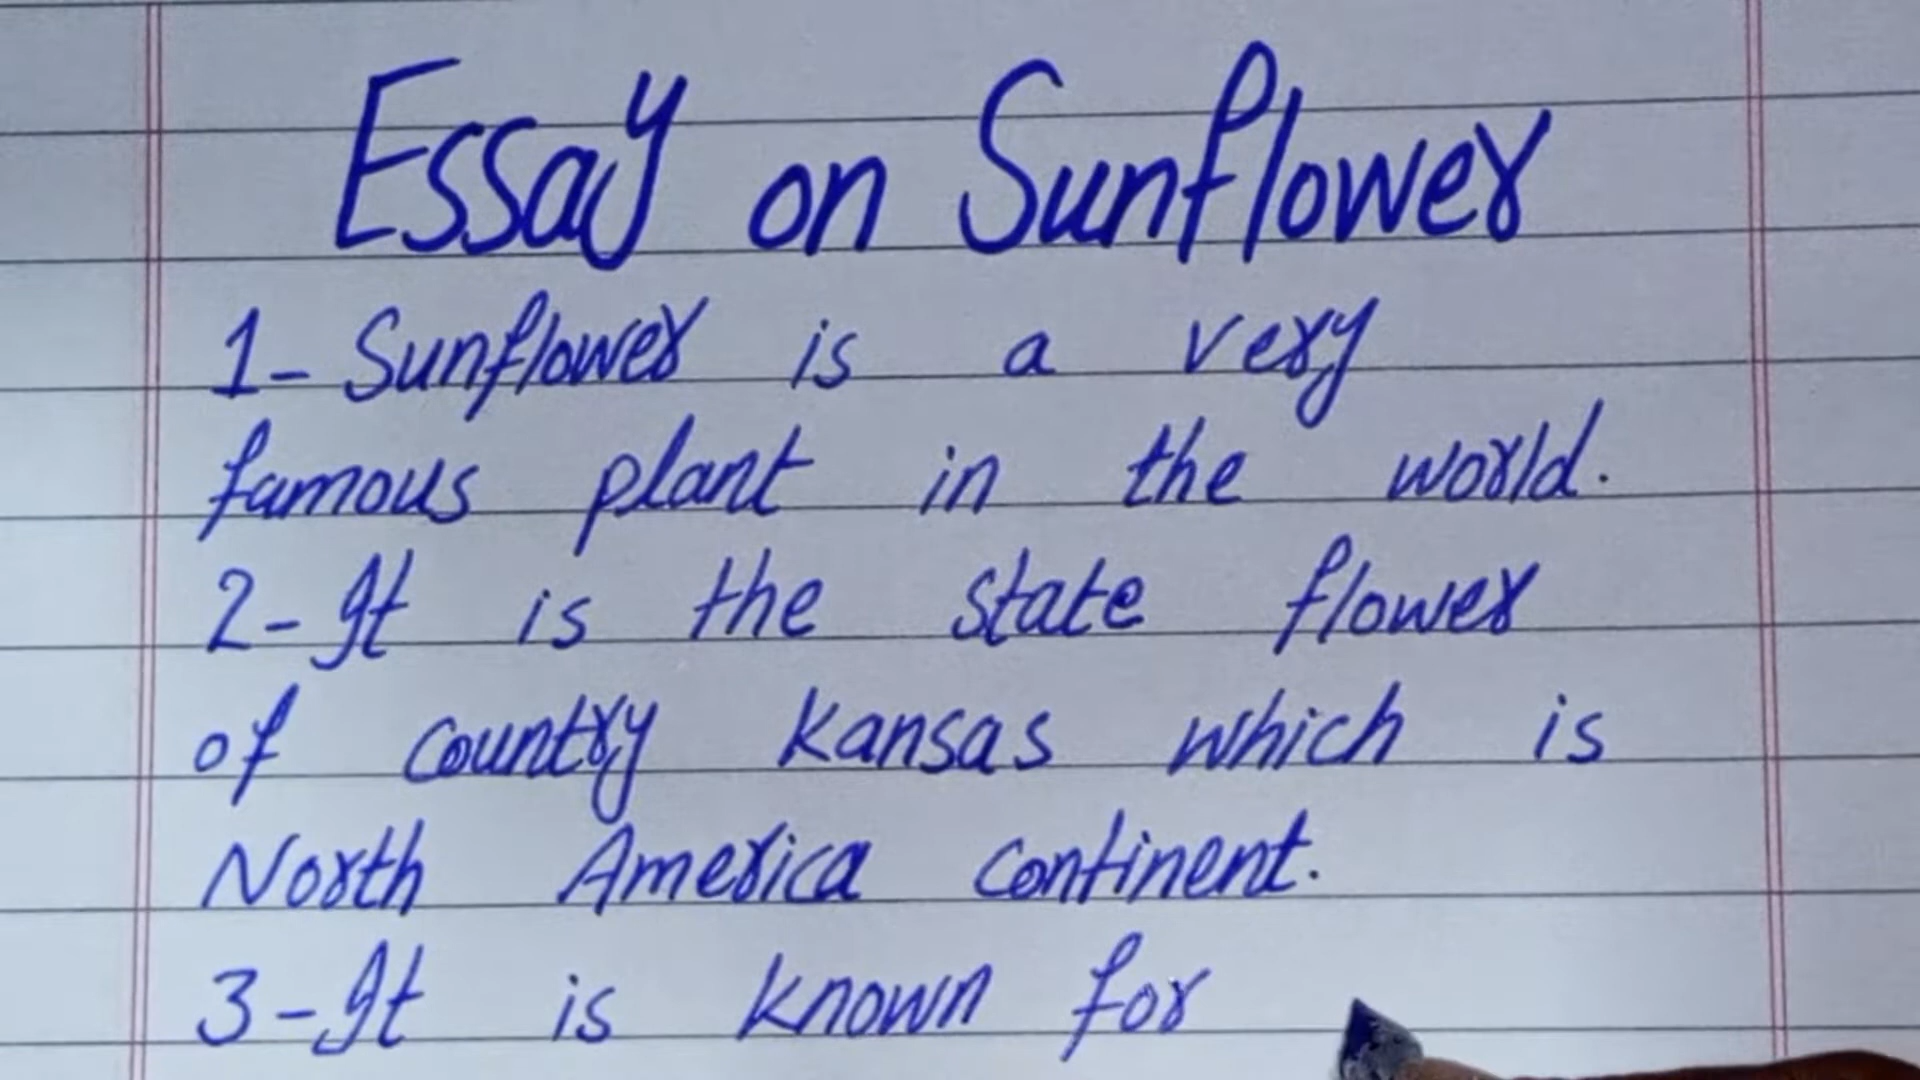 Essay on Sunflower
1- Sunflower is a very
famous plant in the world.
2- It is the state flower
of country Kansas which is
North America continent.
3- It is known for